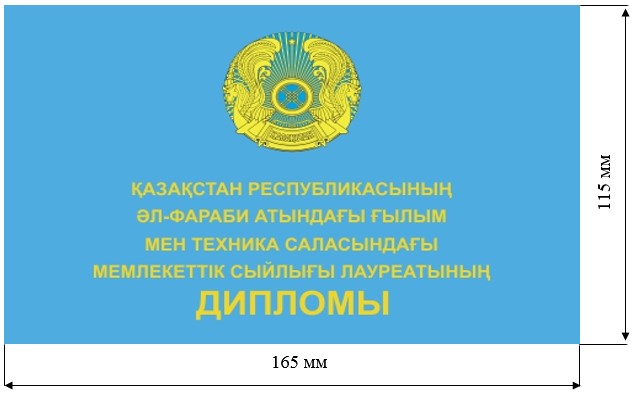 ҚАЗАҚСТАН РЕСПУБЛИКАСЫНЫҢ
ӘЛ-ФАРАБИ АТЫНДАҒЫ ҒЫЛЫМ
МЕН ТЕХНИКА САЛАСЫНДАҒЫ
МЕМЛЕКЕТТІК СЫЙЛЫҒЫ ЛАУРЕАТЫНЫҢ
ДИПЛОМЫ
115 мм
165 мм